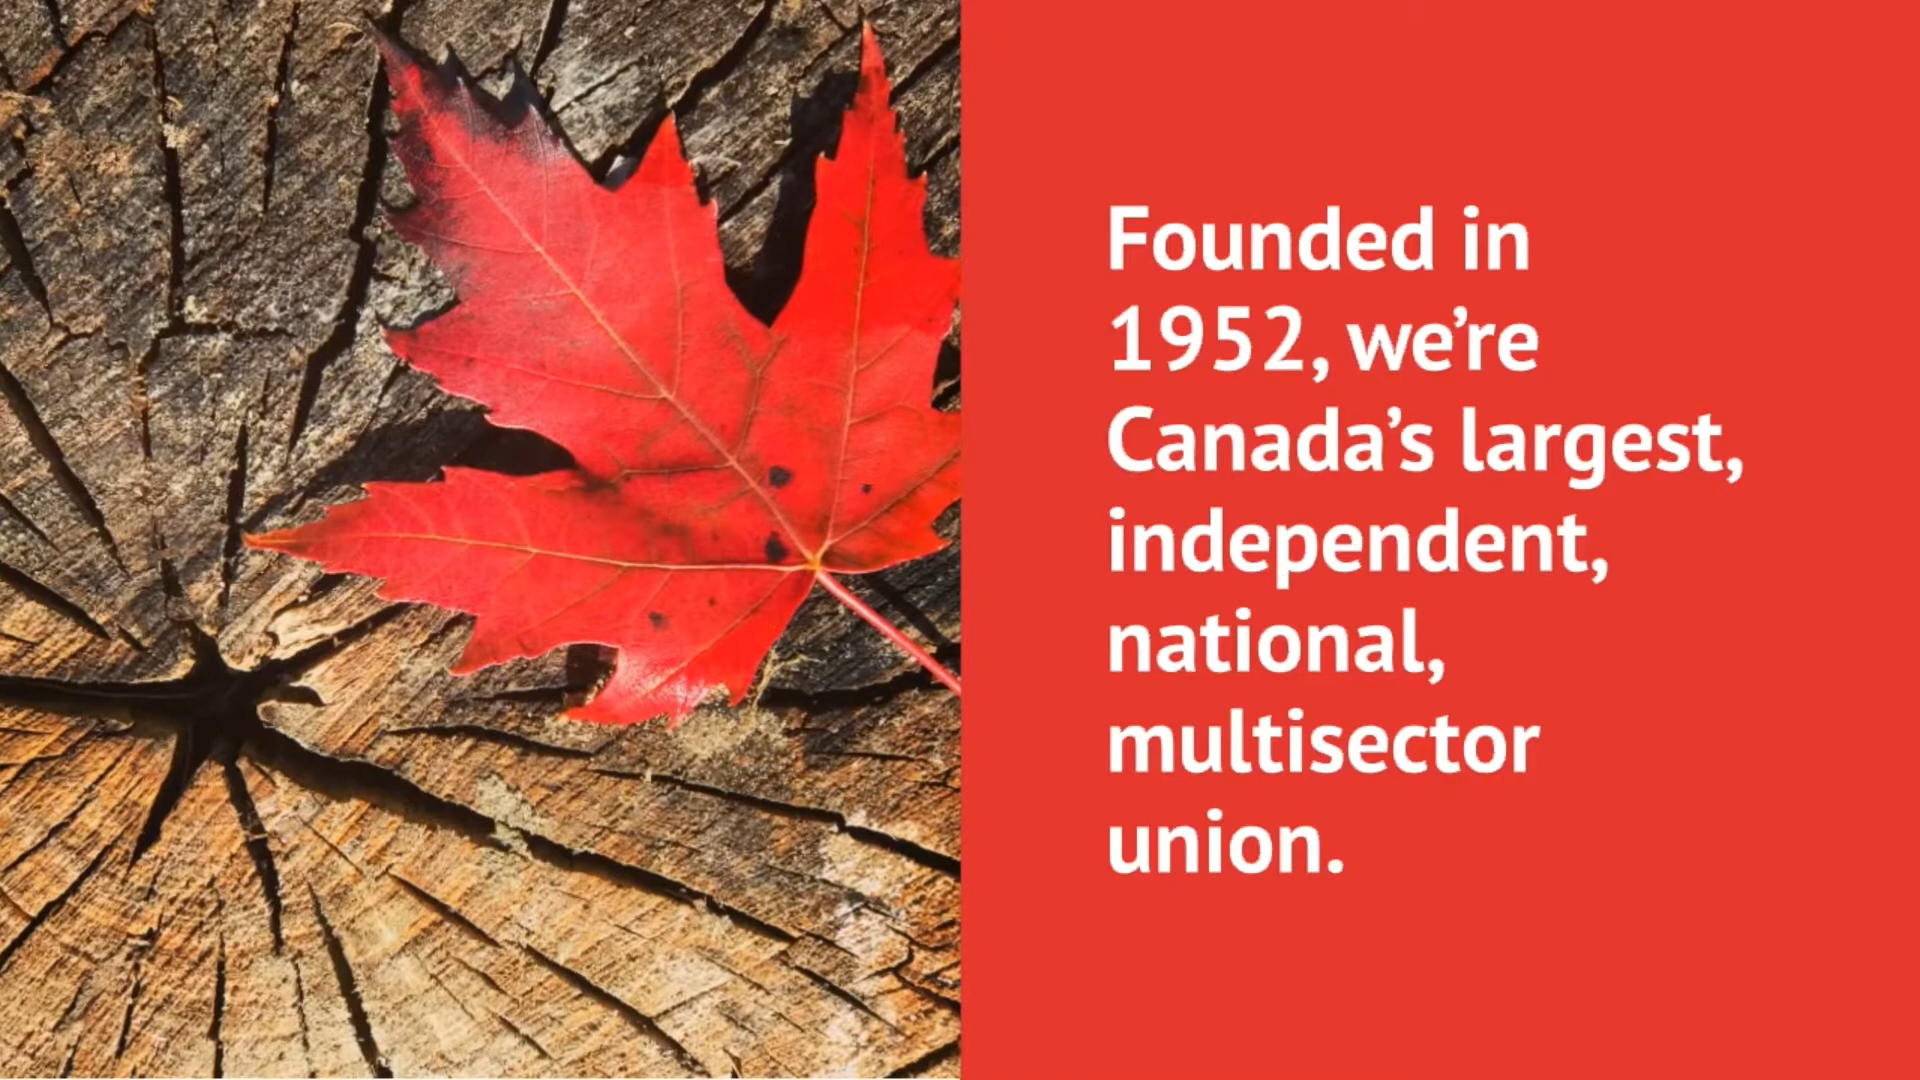 Founded in
1952, we’re
Canada’s largest,
independent,
national,
multisector
union.